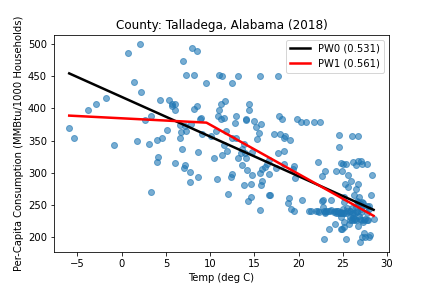 County: Talladega, Alabama (2018)
PW0 (0.531)
PW1 (0.561)
Per-Capita Consumption (MMBtu/1000 Households)
500
450
400
350
300
250
200
−5 0 5 10 15 20 25 30
Temp (deg C)